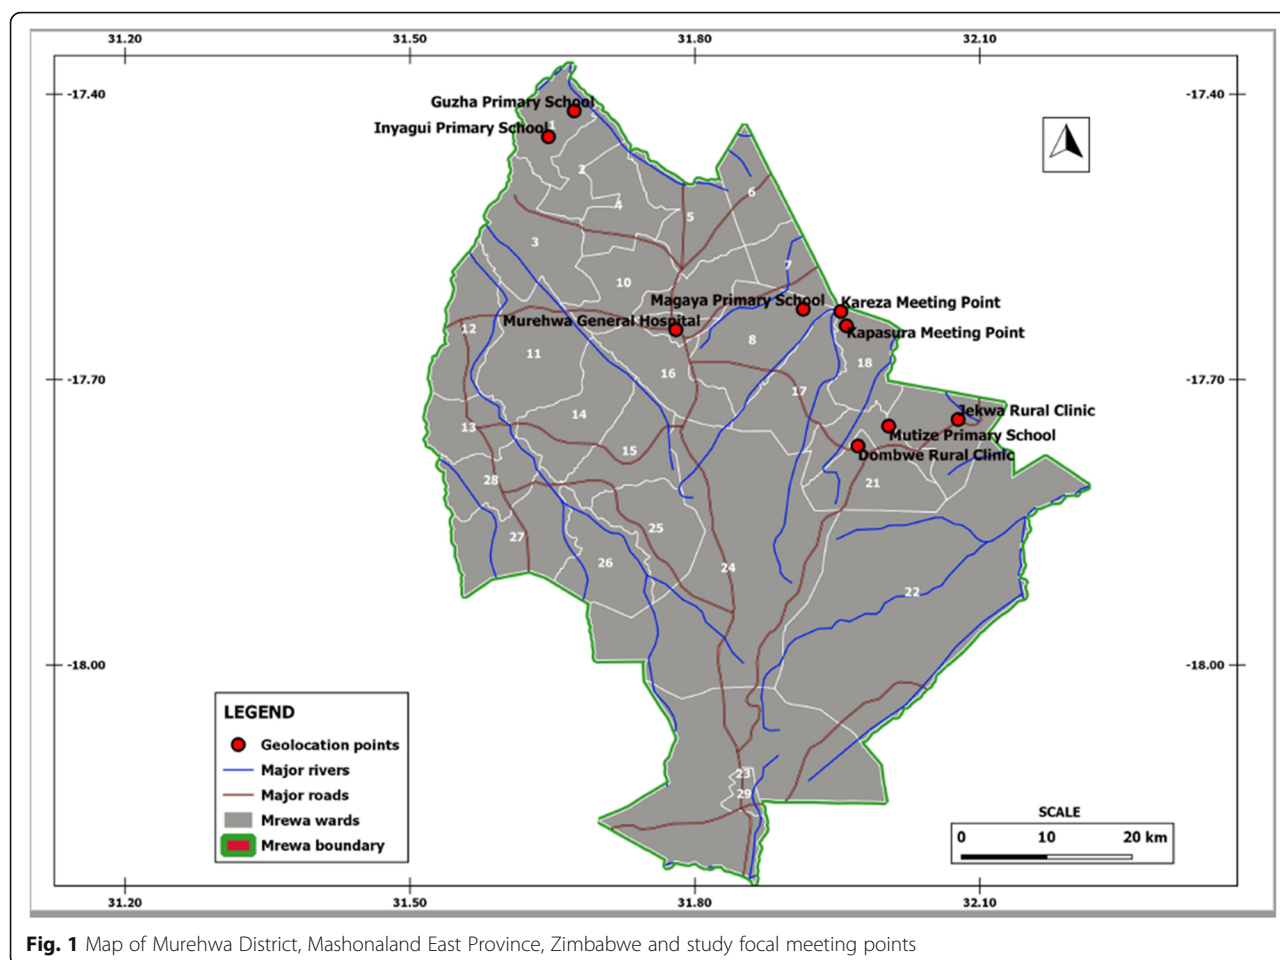 31.20 31.50 31.80 32.10
-17.40 -17.40
Guzha Primary School
1
Inyagui Primary School
2
6
4
5
3
7
10
Magaya Primary School Kareza Meeting Point
Murehwa General Hospital
12
Kapasura Meeting Point
8
11
18
16
-17.70 -17.70
17
14
Jekwa Rural Clinic
13
Mutize Primary School
15
Dombwe Rural Clinic
28
21
25
27
26
24
22
-18.00 -18.00
LEGEND
Geolocation points
Major rivers
Major roads
Mrewa wards
Mrewa boundary
23
29
SCALE
0 10 20 km
31.20 31.50 31.80 32.10
Fig. 1 Map of Murehwa District, Mashonaland East Province, Zimbabwe and study focal meeting points